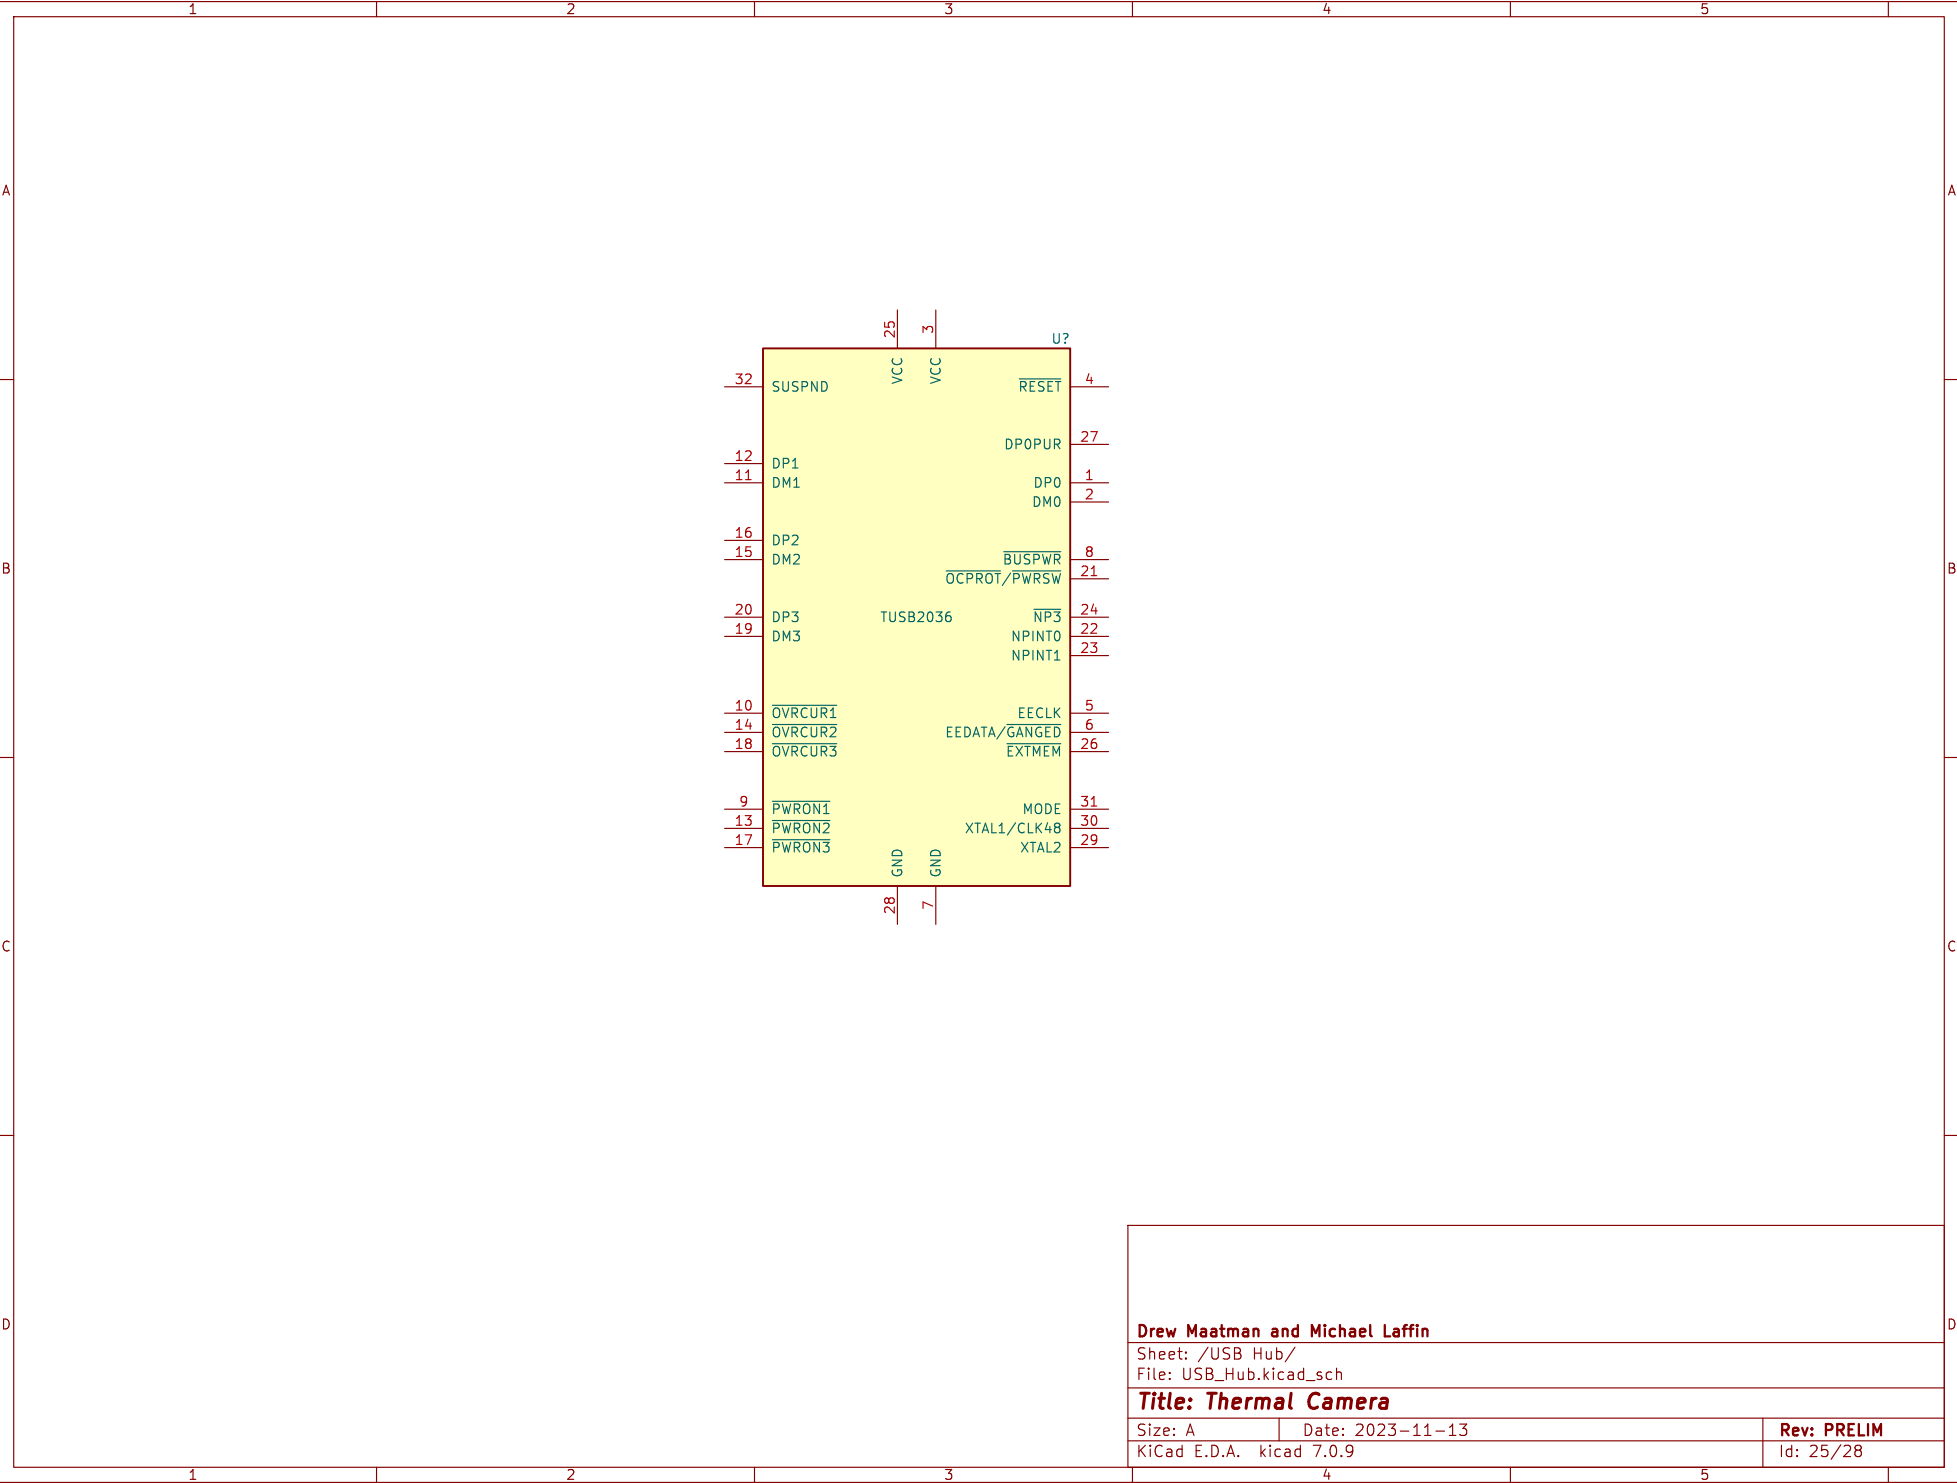 1 2 3 4 5
A A
25 3
U?
VCC VCC
32 SUSPND RESET 4
DP0PUR 27
12 DP1
11 DM1 DP0 1
DM0 2
16 DP2
15 DM2 BUSPWR 8
OCPROT/PWRSW 21
B B
20 DP3 TUSB2036 NP3 24
19 DM3 NPINT0 22
NPINT1 23
10 OVRCUR1 EECLK 5
14 OVRCUR2 EEDATA/GANGED 6
18 OVRCUR3 EXTMEM 26
9 PWRON1 MODE 31
13 PWRON2 XTAL1/CLK48 30
17 PWRON3 XTAL2 29
GND GND
28 7
C C
D D
Drew Maatman and Michael Laffin
Sheet: /USB Hub/
File: USB_Hub.kicad_sch
Title: Thermal Camera
Size: A Date: 2023-11-13 Rev: PRELIM
KiCad E.D.A. kicad 7.0.9 Id: 25/28
1 2 3 4 5